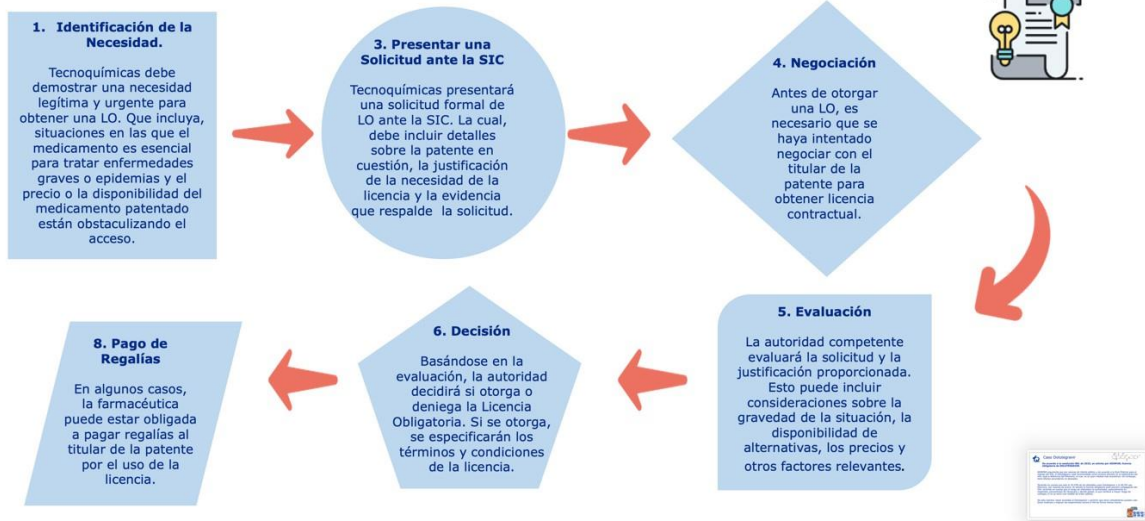 1. Identificación de la
Necesidad.
Tecnoquímicas debe
demostrar una necesidad
legítima y urgente para
obtener una LO. Que incluya,
situaciones en las que el
medicamento es esencial
para tratar enfermedades
graves o epidemias y el
precio o la disponibilidad del
medicamento patentado
están obstaculizando el
acceso.
3. Presentar una
Solicitud ante la SIC
Tecnoquímicas presentará
una solicitud formal de
LO ante la SIC. La cual,
debe incluir detalles
sobre la patente en
cuestión, la justificación
de la necesidad de la
licencia y la evidencia
que respalde la solicitud.
4. Negociación
Antes de otorgar
una LO, es
necesario que se
haya intentado
negociar con el
titular de la
patente para
obtener licencia
contractual.
5. Evaluación
La autoridad competente
evaluará la solicitud y la
justificación proporcionada.
Esto puede incluir
consideraciones sobre la
gravedad de la situación, la
disponibilidad de
alternativas, los precios y
otros factores relevantes.
6. Decisión
Basándose en la
evaluación, la autoridad
decidirá si otorga o
deniega la Licencia
Obligatoria. Si se otorga,
se especificarán los
términos y condiciones
de la licencia.
8. Pago de
Regalías
En algunos casos,
la farmacéutica
puede estar obligada
a pagar regalías al
titular de la patente
por el uso de la
licencia.